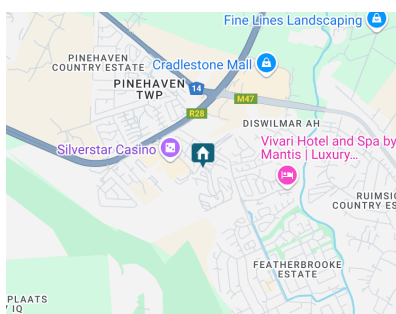 Fine Lines Landscaping
PINEHAVEN
COUNTRY ESTATE
Cradlestone Mall
PINEHAVEN
TWP
14
M47
R28
DISWILMAR AH
Silverstar Casino
Vivari Hotel and Spa by
Mantis | Luxury...
RUIMSIG
COUNTRY ES
FEATHERBROOKE
ESTATE
PLAATS
Y IQ